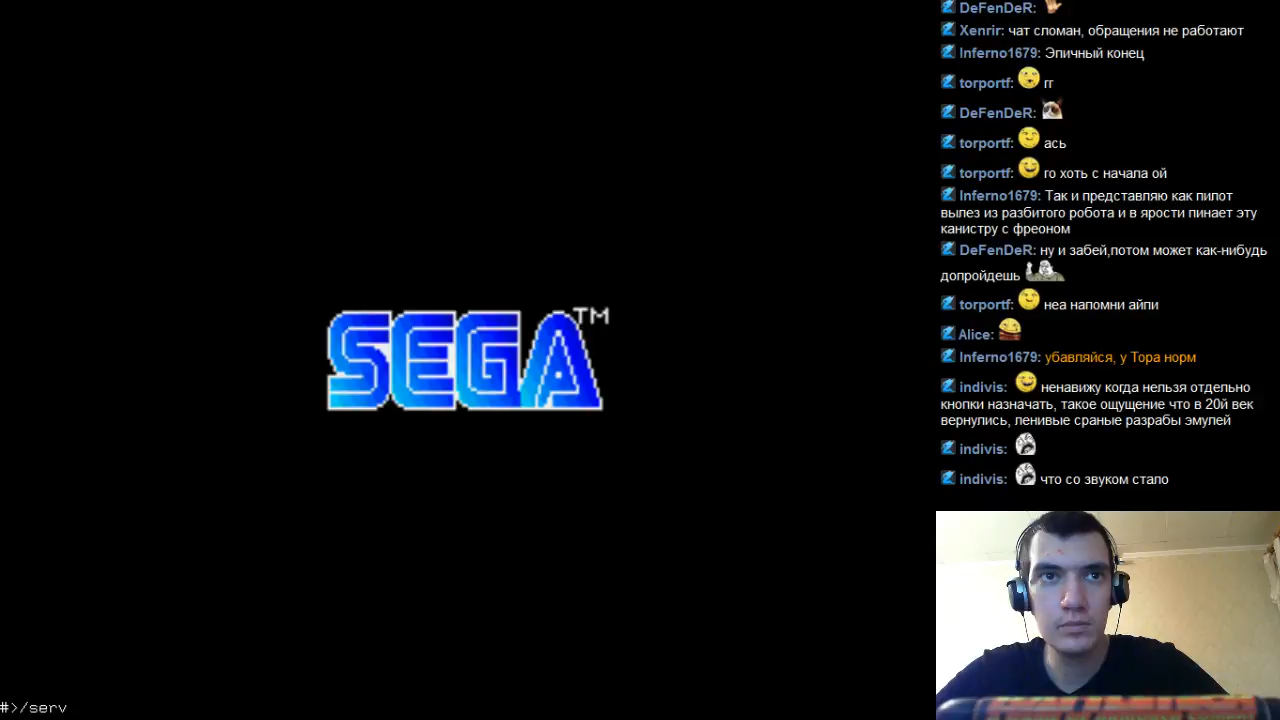 SEGA™
#>/serv
DeFenDeR:
Xenrir: чат сломан, обращения не работают
Inferno1679: Эпичный конец
torportf: гг
DeFenDeR:
torportf: ась
torportf: го хоть с начала ой
Inferno1679: Так и представляю как пилот
вылез из разбитого робота и в ярости пинает эту
канистру с фреоном
DeFenDeR: ну и забей,потом может как-нибудь
допройдешь
torportf: неа напомни айпи
Alice:
Inferno1679: убавляйся, у Тора норм
indivis: ненавижу когда нельзя отдельно
кнопки назначать, такое ощущение что в 20й век
вернулись, ленивые сраные разрабы эмулей
indivis:
indivis: что со звуком стало